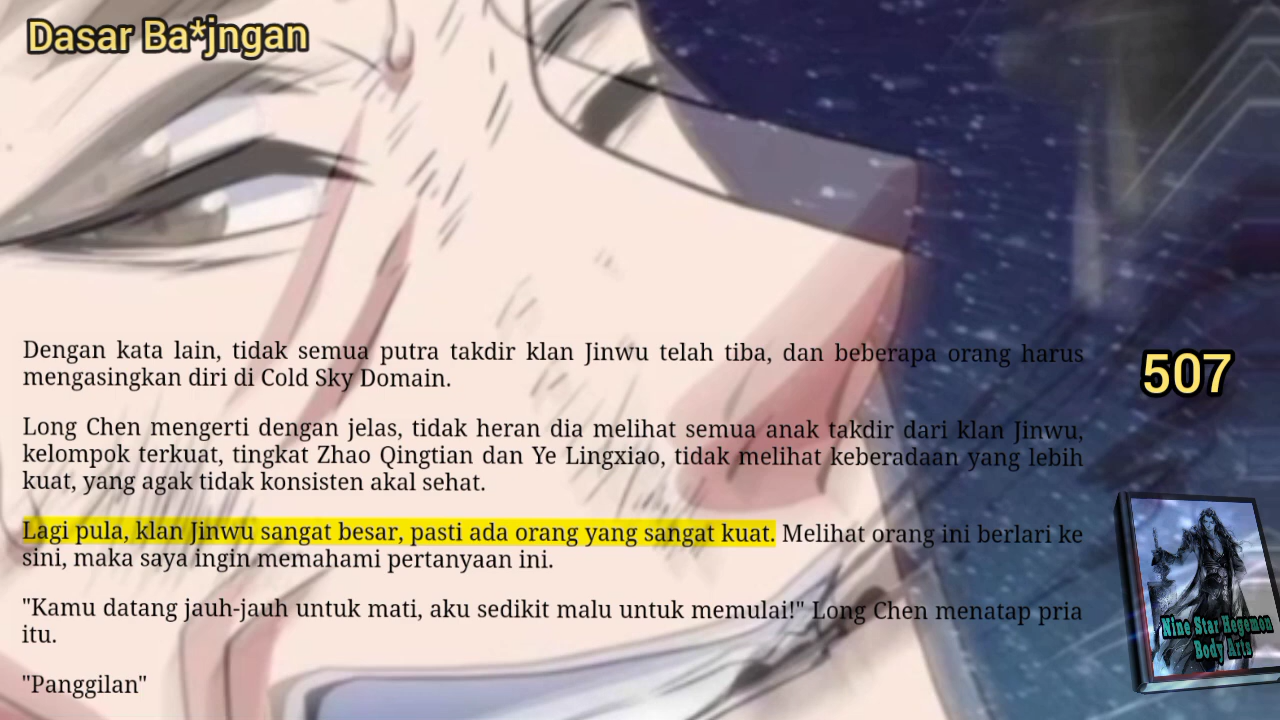 Dasar Ba*jngan
Dengan kata lain, tidak semua putra takdir klan Jinwu telah tiba, dan beberapa orang harus
mengasingkan diri di Cold Sky Domain.
Long Chen mengerti dengan jelas, tidak heran dia melihat semua anak takdir dari klan Jinwu,
kelompok terkuat, tingkat Zhao Qingtian dan Ye Lingxiao, tidak melihat keberadaan yang lebih
kuat, yang agak tidak konsisten akal sehat.
Lagi pula, klan Jinwu sangat besar, pasti ada orang yang sangat kuat. Melihat orang ini berlari ke
sini, maka saya ingin memahami pertanyaan ini.
"Kamu datang jauh-jauh untuk mati, aku sedikit malu untuk memulai!" Long Chen menatap pria
itu.
"Panggilan"
507
Nine Star Hegemon
Body Arts